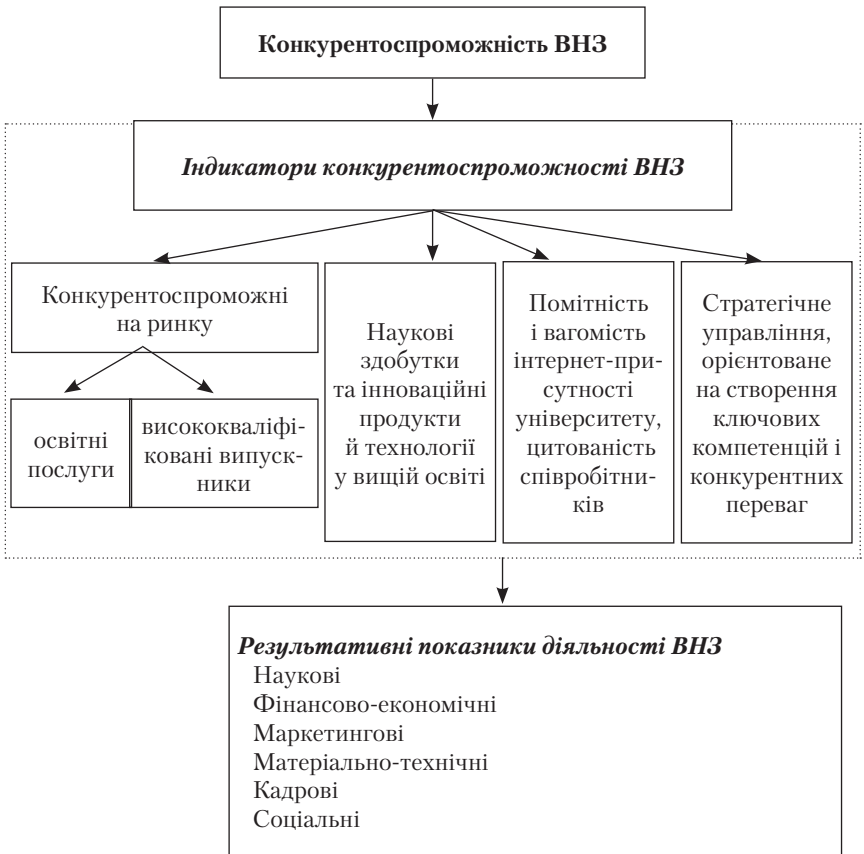 Конкурентоспроможність ВНЗ
Індикатори конкурентоспроможності ВНЗ
Конкурентоспроможні
на ринку
освітні
послуги
висококваліфі-
ковані випуск-
ники
Наукові
здобутки
та інноваційні
продукти
й технології
у вищій освіті
Помітність
і вагомість
інтернет-при-
сутності
університету,
цитованість
співробітни-
ків
Стратегічне
управління,
орієнтоване
на створення
ключових
компетенцій і
конкурентних
переваг
Результативні показники діяльності ВНЗ
Наукові
Фінансово-економічні
Маркетингові
Матеріально-технічні
Кадрові
Соціальні